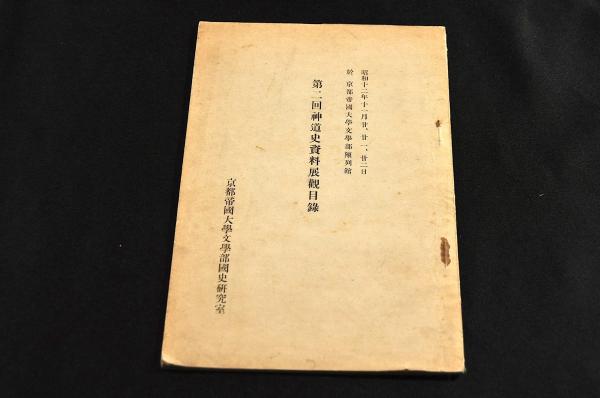 昭和十二年十一月廿、廿一、廿二日
於 京都帝國大學文學部陳列館
第二回神道史資料展觀目錄
京都帝國大學文學部國史硏究室